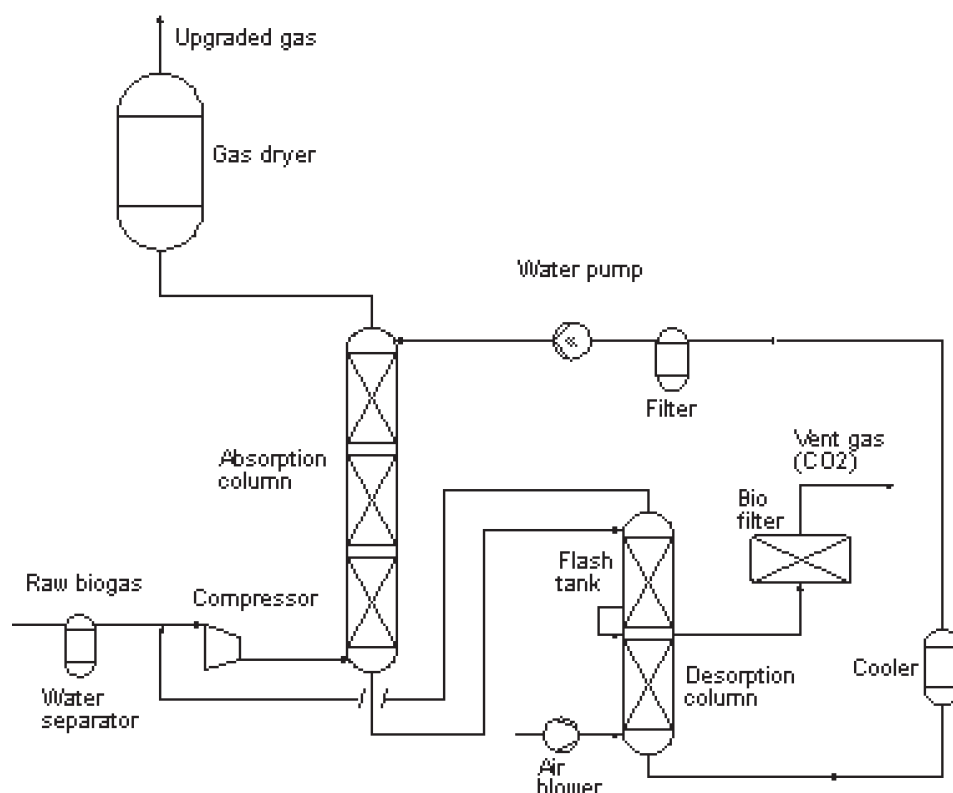 Upgraded gas
Gas dryer
Water pump
Filter
Vent gas
(CO2)
Absorption
column
Bio
filter
Flash
tank
Raw biogas
Compressor
Water
separator
Desorption
column
Cooler
Air
blower